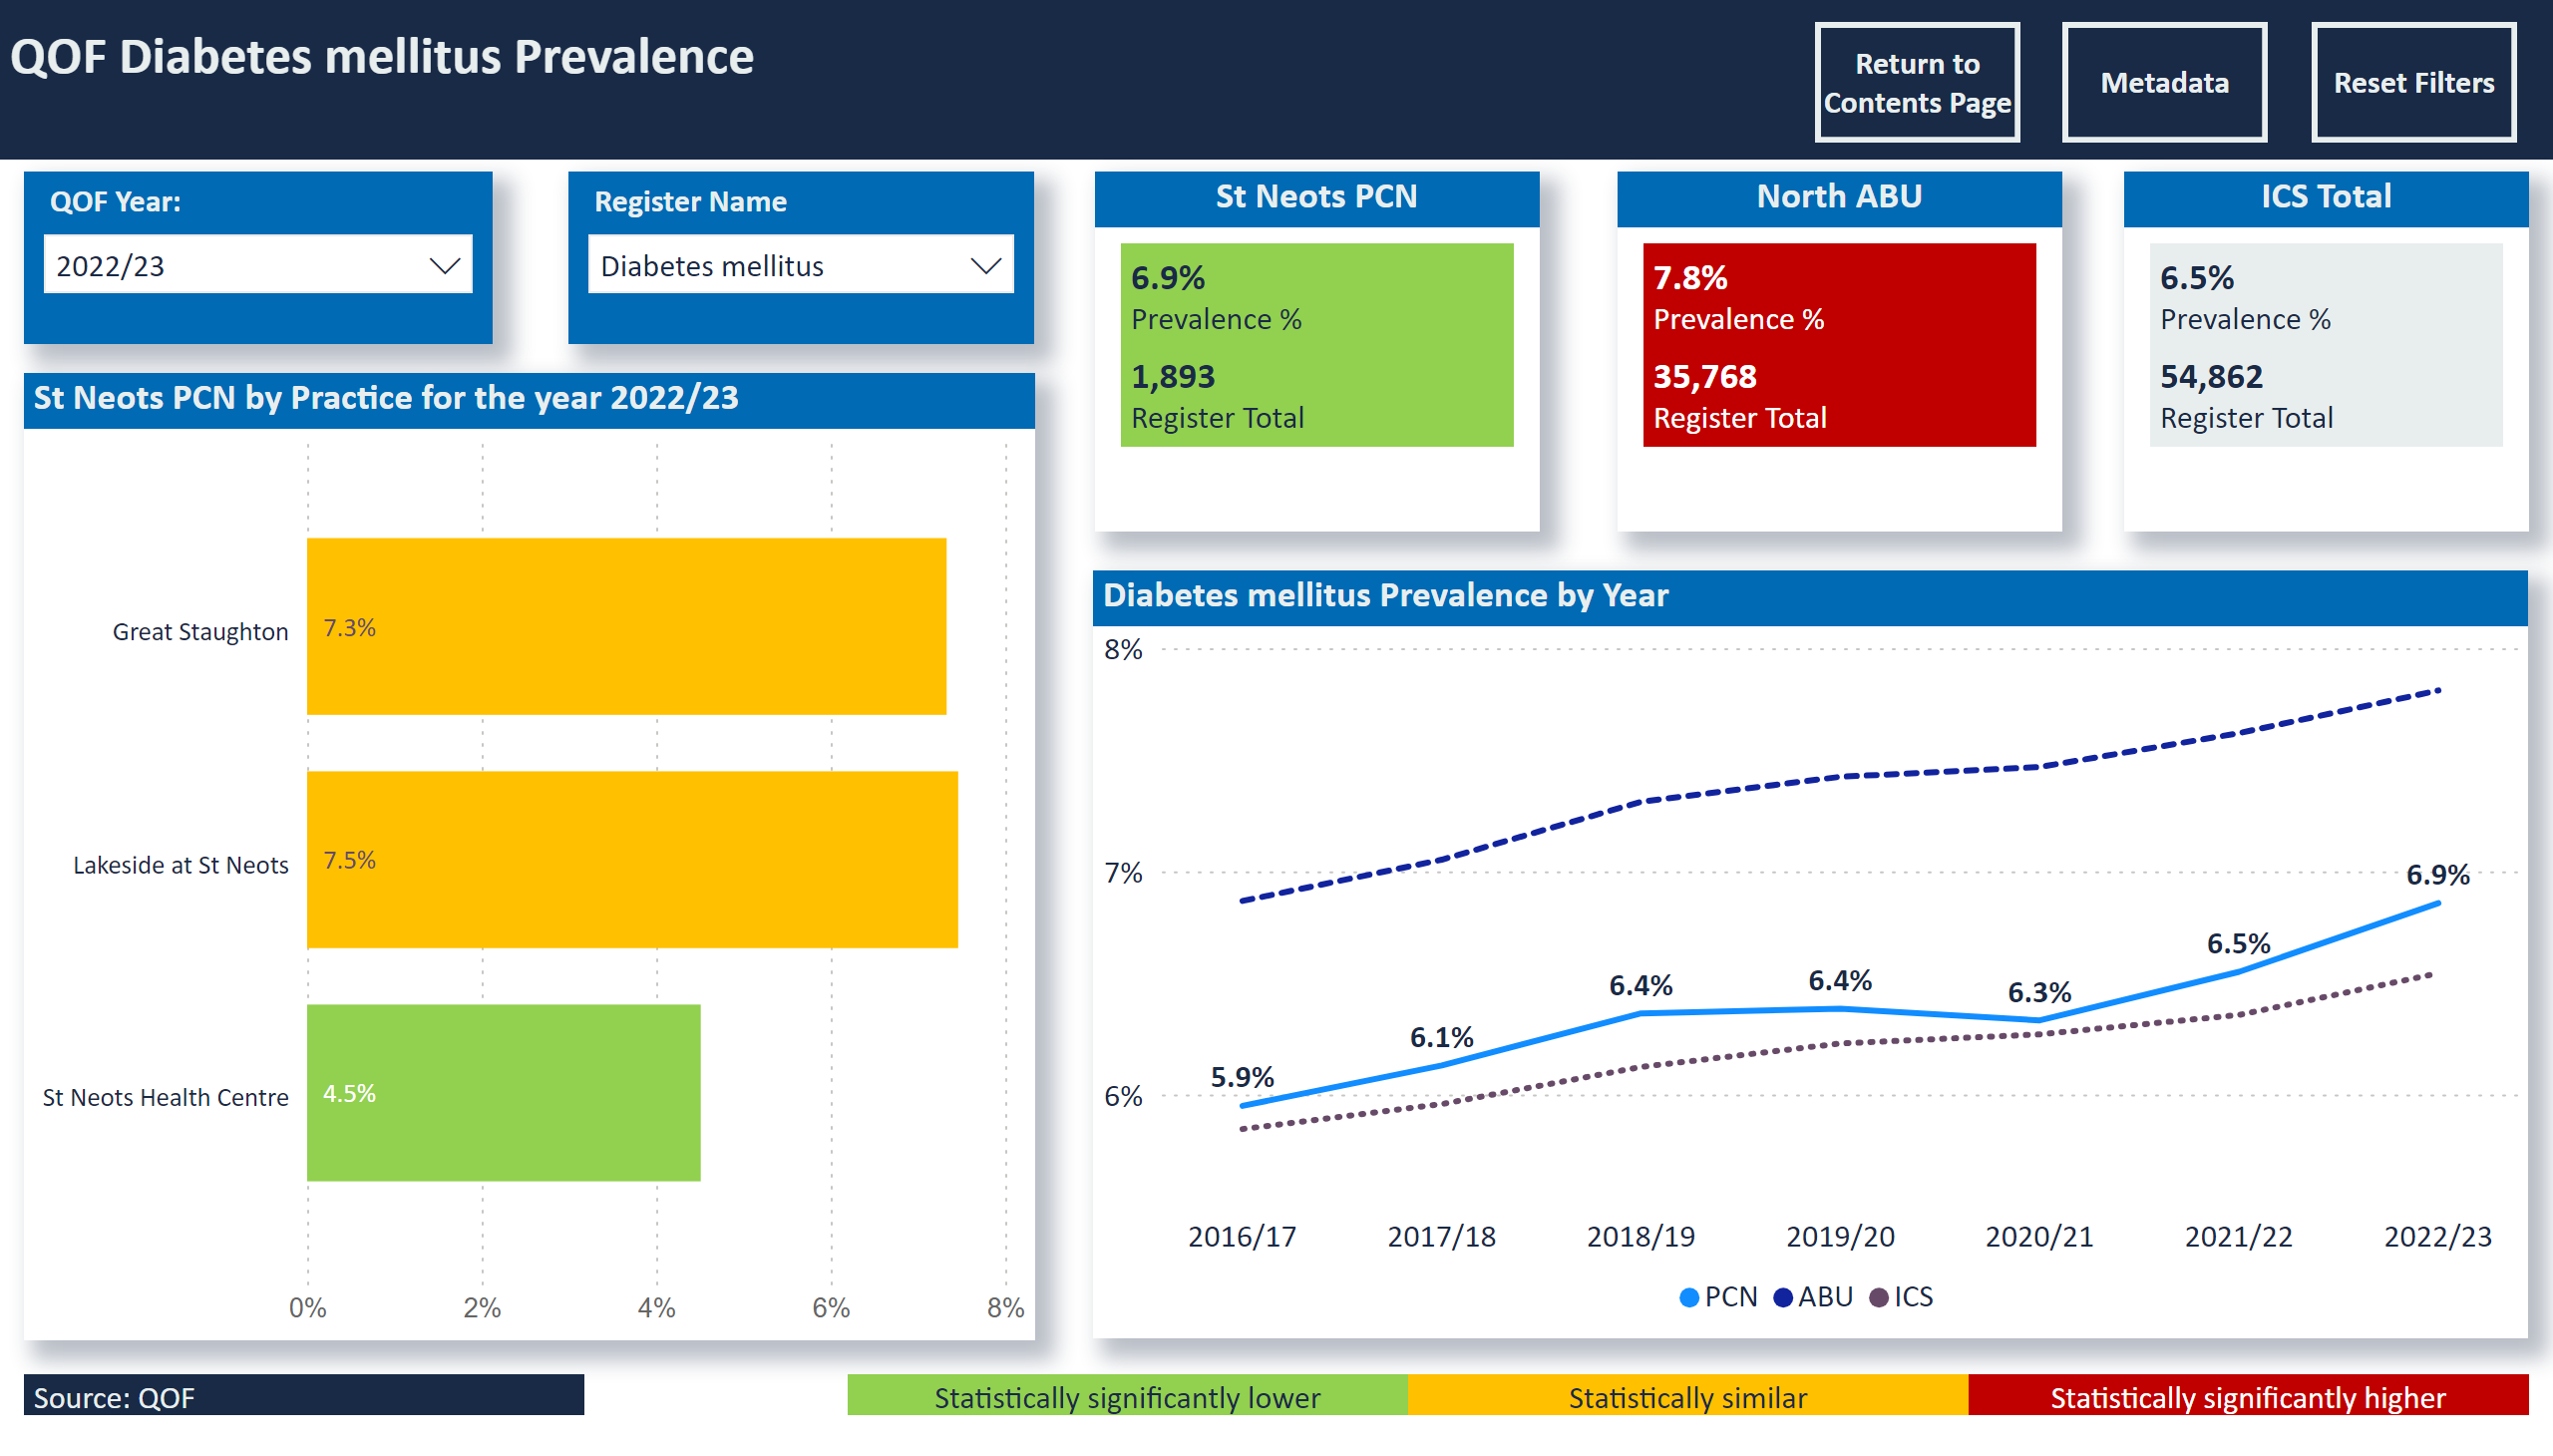 QOF Diabetes mellitus Prevalence
Return to
Contents Page
Metadata
Reset Filters
QOF Year:
2022/23
Register Name
Diabetes mellitus
St Neots PCN
6.9%
Prevalence %
1,893
Register Total
North ABU
7.8%
Prevalence %
35,768
Register Total
ICS Total
6.5%
Prevalence %
54,862
Register Total
St Neots PCN by Practice for the year 2022/23
Great Staughton
7.3%
Lakeside at St Neots
7.5%
St Neots Health Centre
4.5%
0% 2% 4% 6% 8%
Diabetes mellitus Prevalence by Year
8%
7%
6%
5.9%
6.1%
6.4%
6.4%
6.3%
6.5%
6.9%
2016/17 2017/18 2018/19 2019/20 2020/21 2021/22 2022/23
PCN ABU ICS
Source: QOF
Statistically significantly lower
Statistically similar
Statistically significantly higher